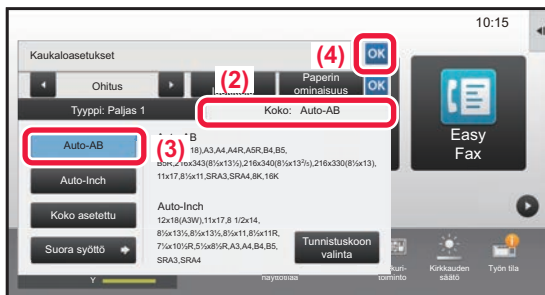 10:15
(4)
Kaukaloasetukset
OK
Ohitus
(2)
Paperin
ominaisuus
OK
Tyyppi: Paljas 1
Koko: Auto-AB
Auto-AB
(3)
18),A3,A4,A4R,A5R,B4,B5,
B5R,216x343(8½x13½),216x340(8½x13²/₅),216x330(8½x13),
11x17,8½x11,SRA3,SRA4,8K,16K
Auto-Inch
Auto-Inch
12x18(A3W),11x17,8 1/2x14,
8½x13½,8½x13½,8½x11,8½x11R,
7¼x10½R,5½x8½R,A3,A4,B4,B5,
SRA3,SRA4
Koko asetettu
Suora syöttö
Tunnistuskoon
valinta
Easy
Fax
Y
Kirkkauden
säätö
Työn tila